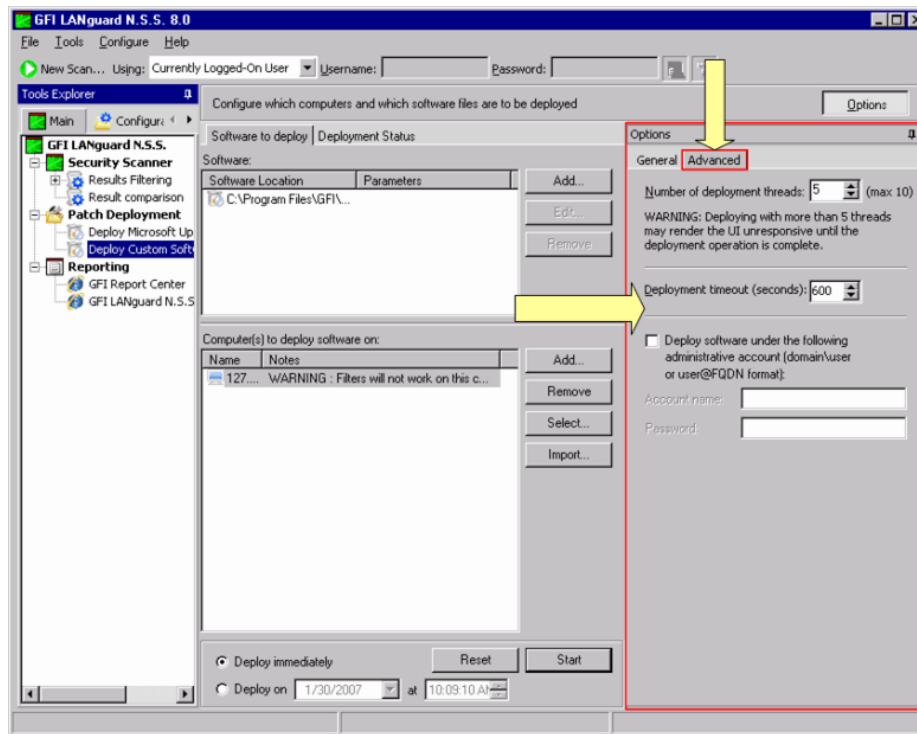 GFI LANguard N.S.S. 8.0
File Tools Configure Help
New Scan... Using: Currently Logged-On User Username: Password:
Tools Explorer
Main Configura
GFI LANguard N.S.S.
Security Scanner
Results Filtering
Result comparison
Patch Deployment
Deploy Microsoft Up
Deploy Custom Soft
Reporting
GFI Report Center
GFI LANguard N.S.S
Configure which computers and which software files are to be deployed
Options
Software to deploy Deployment Status
Software:
Software Location Parameters
C:\Program Files\GFI\...
Add...
Edit...
Remove
Computer(s) to deploy software on:
Name Notes
127.... WARNING : Filters will not work on this c...
Add...
Remove
Select...
Import...
Deploy immediately
Reset
Start
Deploy on 1/30/2007 at 10:09:10 AM
Options
General Advanced
Number of deployment threads: 5 (max 10)
WARNING: Deploying with more than 5 threads
may render the UI unresponsive until the
deployment operation is complete.
Deployment timeout (seconds): 600
Deploy software under the following
administrative account (domain\user
or user@FQDN format):
Account name:
Password: